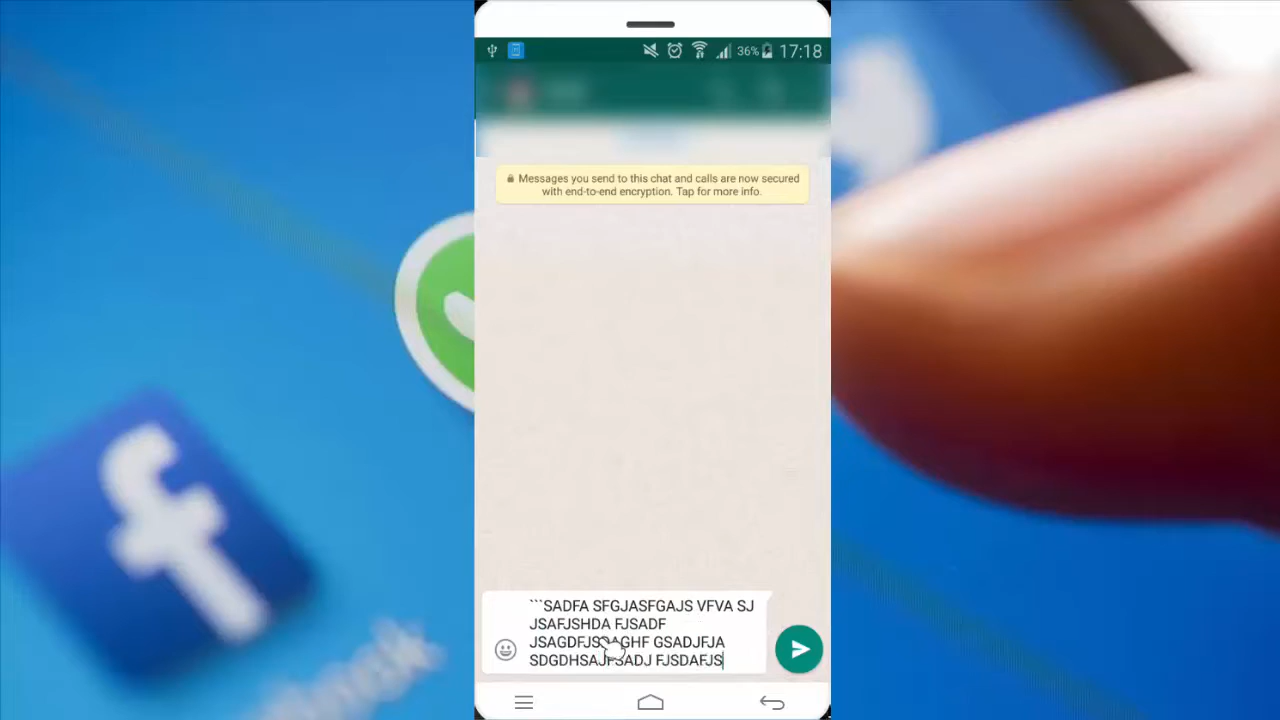 36% 17:18
Messages you send to this chat and calls are now secured
with end-to-end encryption. Tap for more info.
```SADFA SFGJASFGAJS VFVA SJ
JSAFJSHDA FJSADF
GSADJFJA
FJSDAFJS
f
book